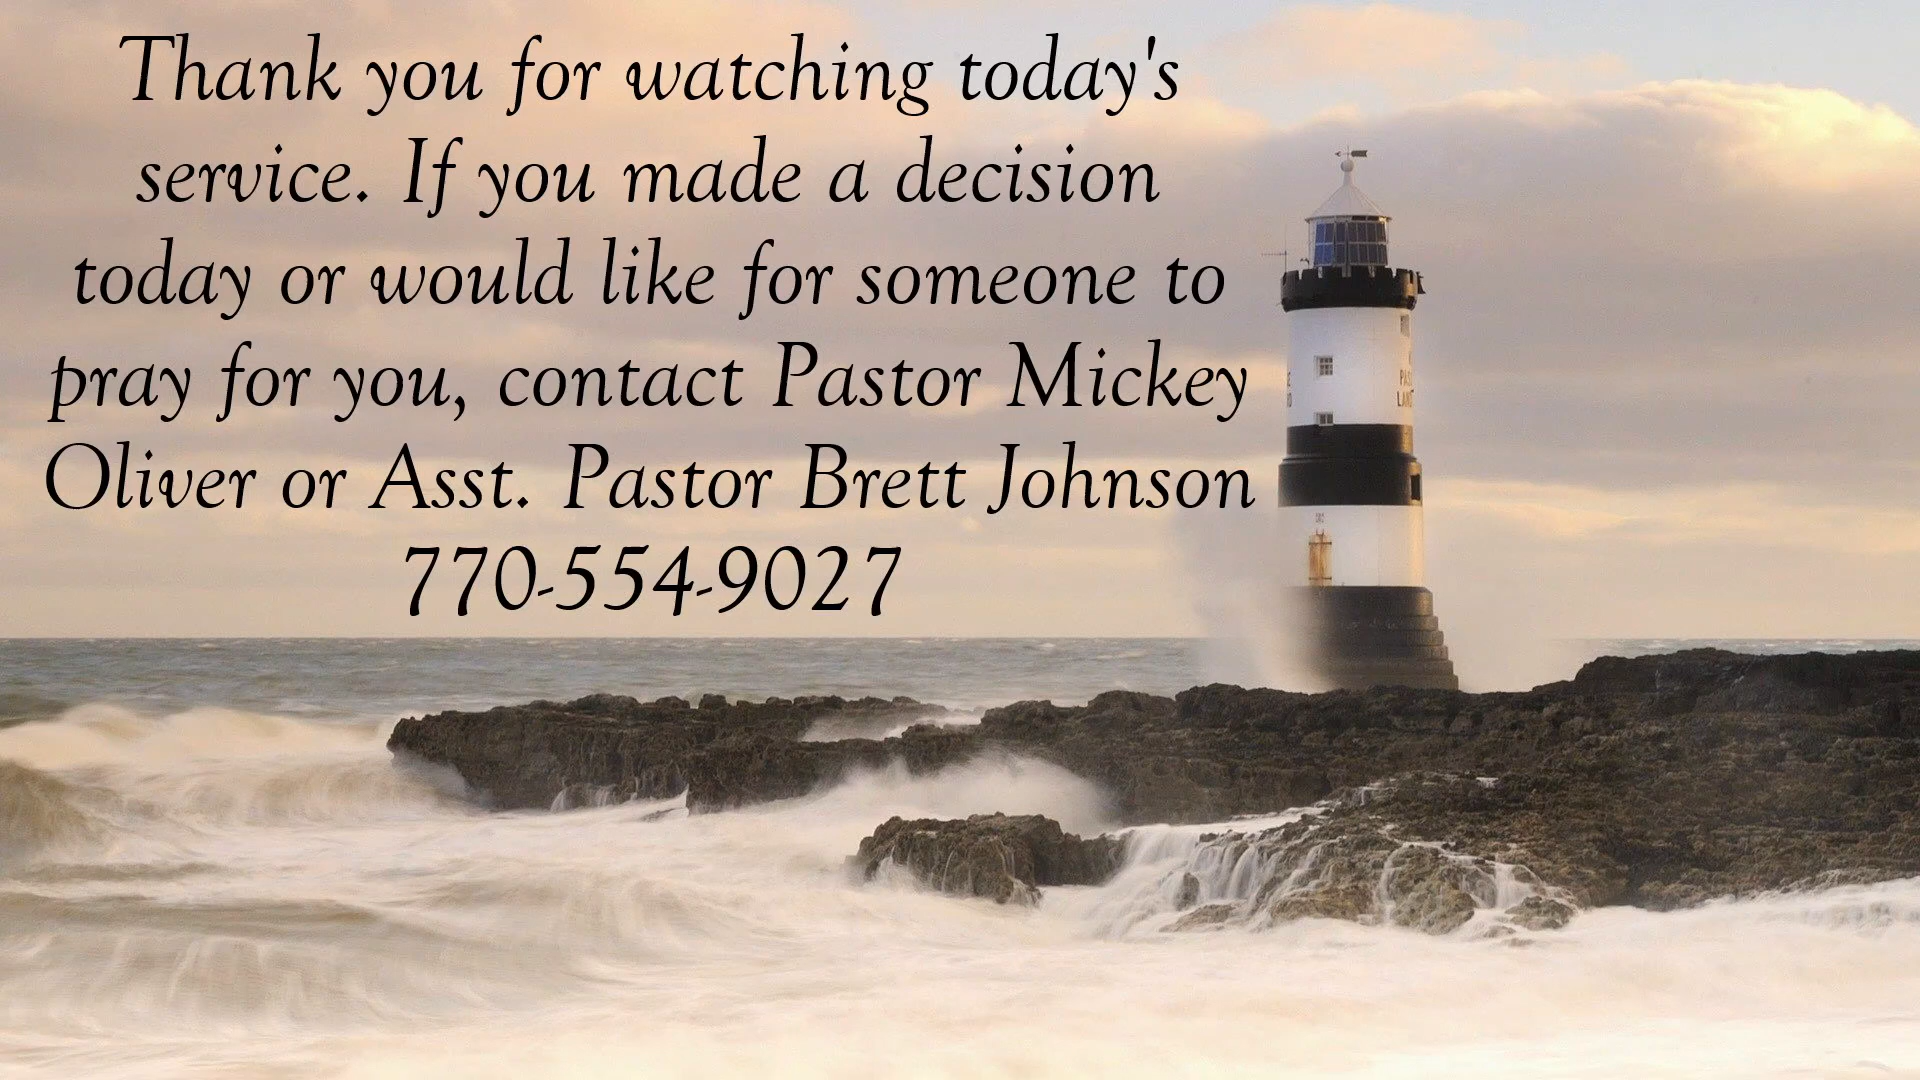 Thank you for watching today's
service. If you made a decision
today or would like for someone to
pray for you, contact Pastor Mickey
Oliver or Asst. Pastor Brett Johnson
770-554-9027